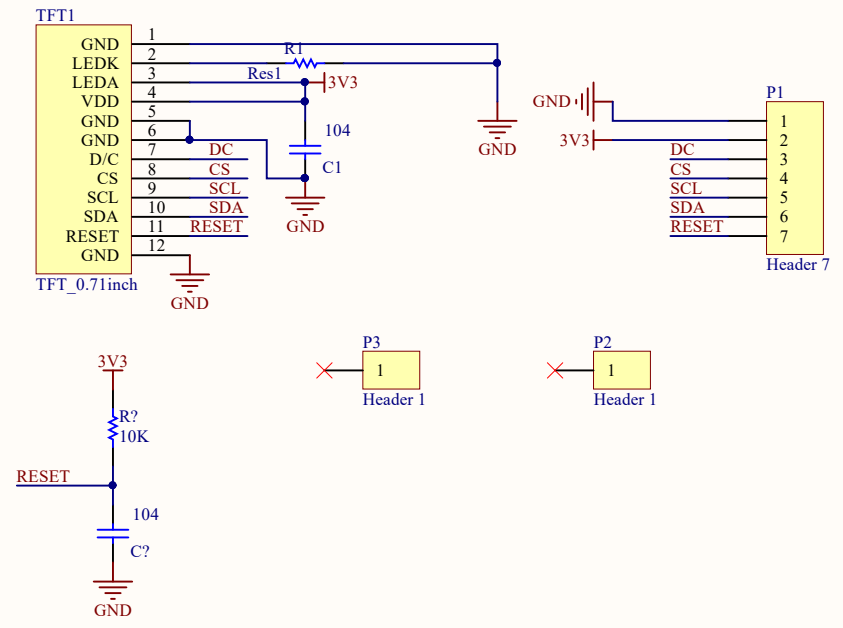 TFT1
GND 1
LEDK 2
LEDA 3
VDD 4
GND 5
GND 6
D/C 7 DC
CS 8 CS
SCL 9 SCL
SDA 10 SDA
RESET 11 RESET
GND 12
TFT_0.71inch
GND
R1
Res1
3V3
104
C1
GND
GND
P1
GND 1
3V3 2
DC 3
CS 4
SCL 5
SDA 6
RESET 7
Header 7
3V3
R?
10K
RESET
104
C?
GND
P3
1
Header 1
P2
1
Header 1